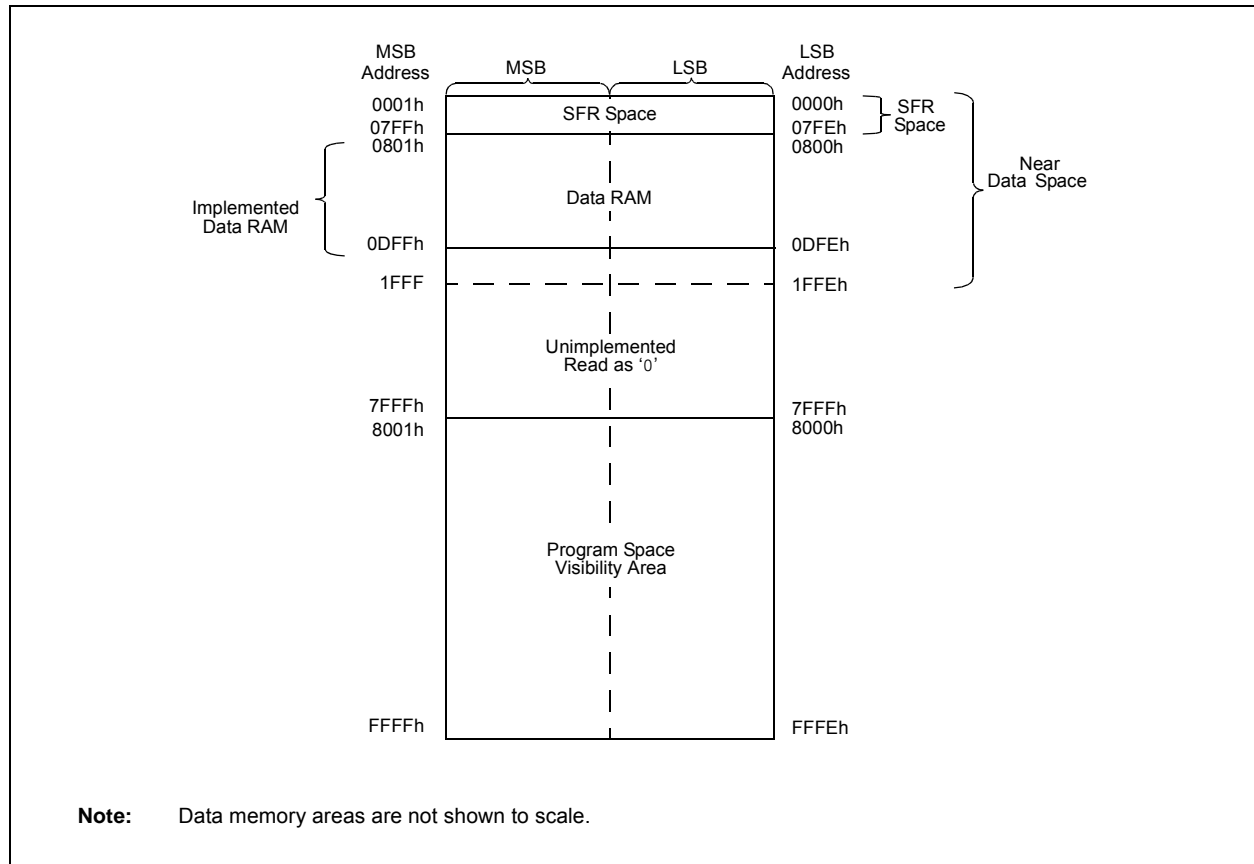 MSB
Address
MSB
LSB
LSB
Address
0001h
SFR Space
0000h
SFR
Space
07FFh
07FEh
0801h
0800h
Near
Data Space
Implemented
Data RAM
Data RAM
0DFFh
0DFEh
1FFF
1FFEh
Unimplemented
Read as ‘0’
7FFFh
7FFFh
8001h
8000h
Program Space
Visibility Area
FFFFh
FFFEh
Note: Data memory areas are not shown to scale.